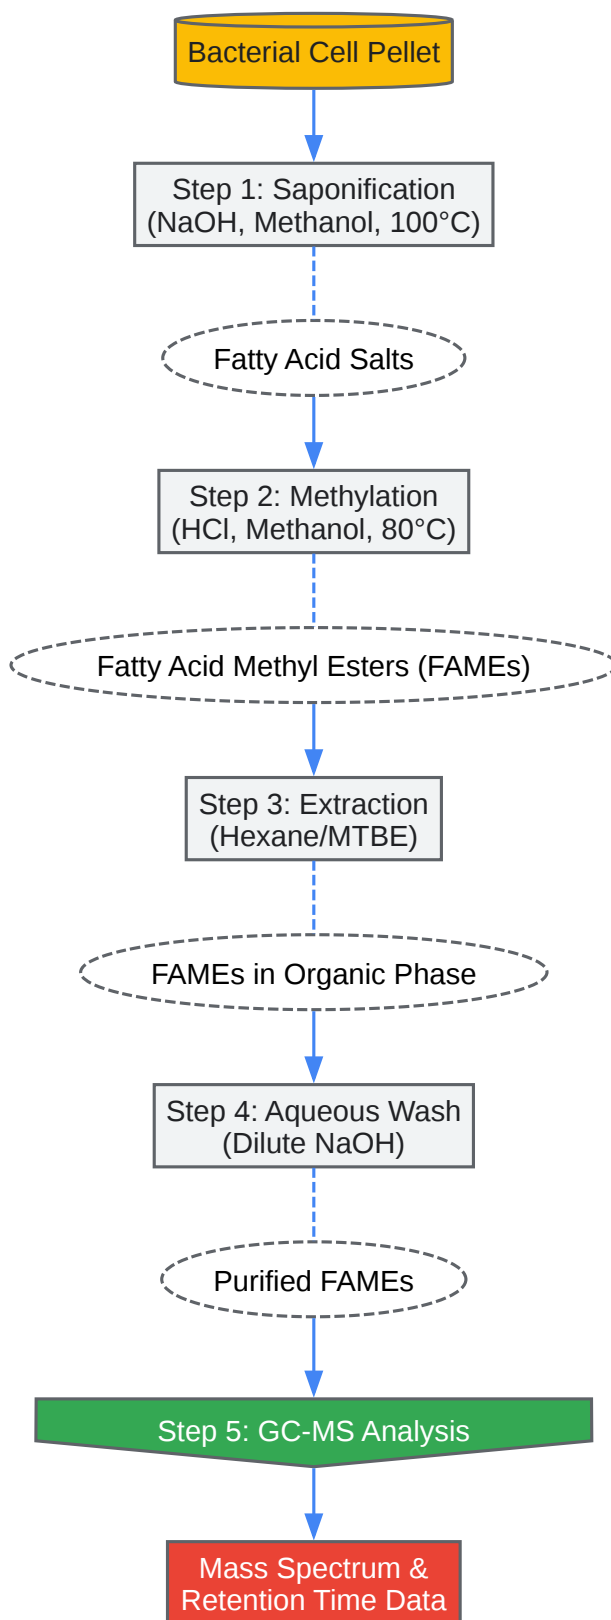 Bacterial Cell Pellet
Step 1: Saponification
(NaOH, Methanol, 100°C)
Fatty Acid Salts
Step 2: Methylation
(HCl, Methanol, 80°C)
Fatty Acid Methyl Esters (FAMEs)
Step 3: Extraction
(Hexane/MTBE)
FAMEs in Organic Phase
Step 4: Aqueous Wash
(Dilute NaOH)
Purified FAMEs
Step 5: GC-MS Analysis
Mass Spectrum &
Retention Time Data